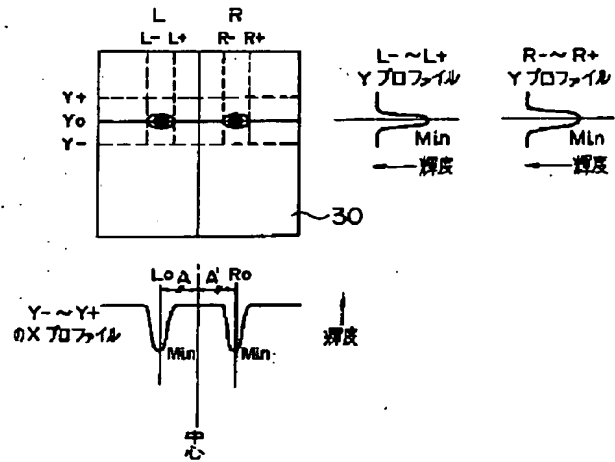 L R
L- L+ R- R+
Y+
Yo
Y-
30
L-～L+
Yプロファイル
Min
輝度
R-～R+
Yプロファイル
Min
輝度
Lo A A' Ro
Y-～Y+
のXプロファイル
Min Min
輝度
中心